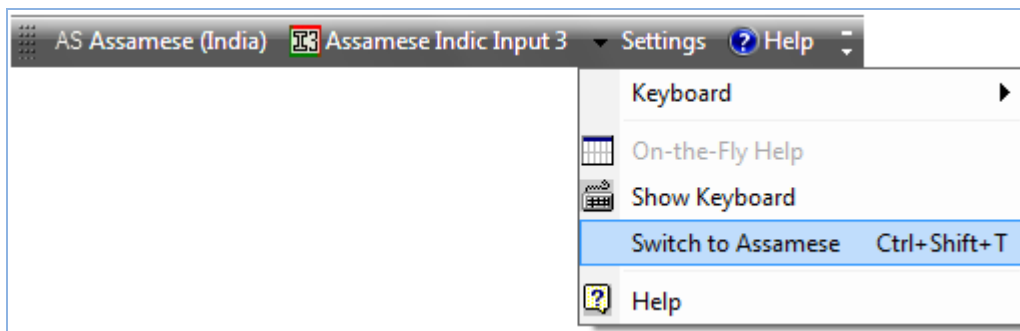 AS Assamese (India) I3 Assamese Indic Input 3 Settings ? Help
Keyboard
On-the-Fly Help
Show Keyboard
Switch to Assamese Ctrl+Shift+T
? Help